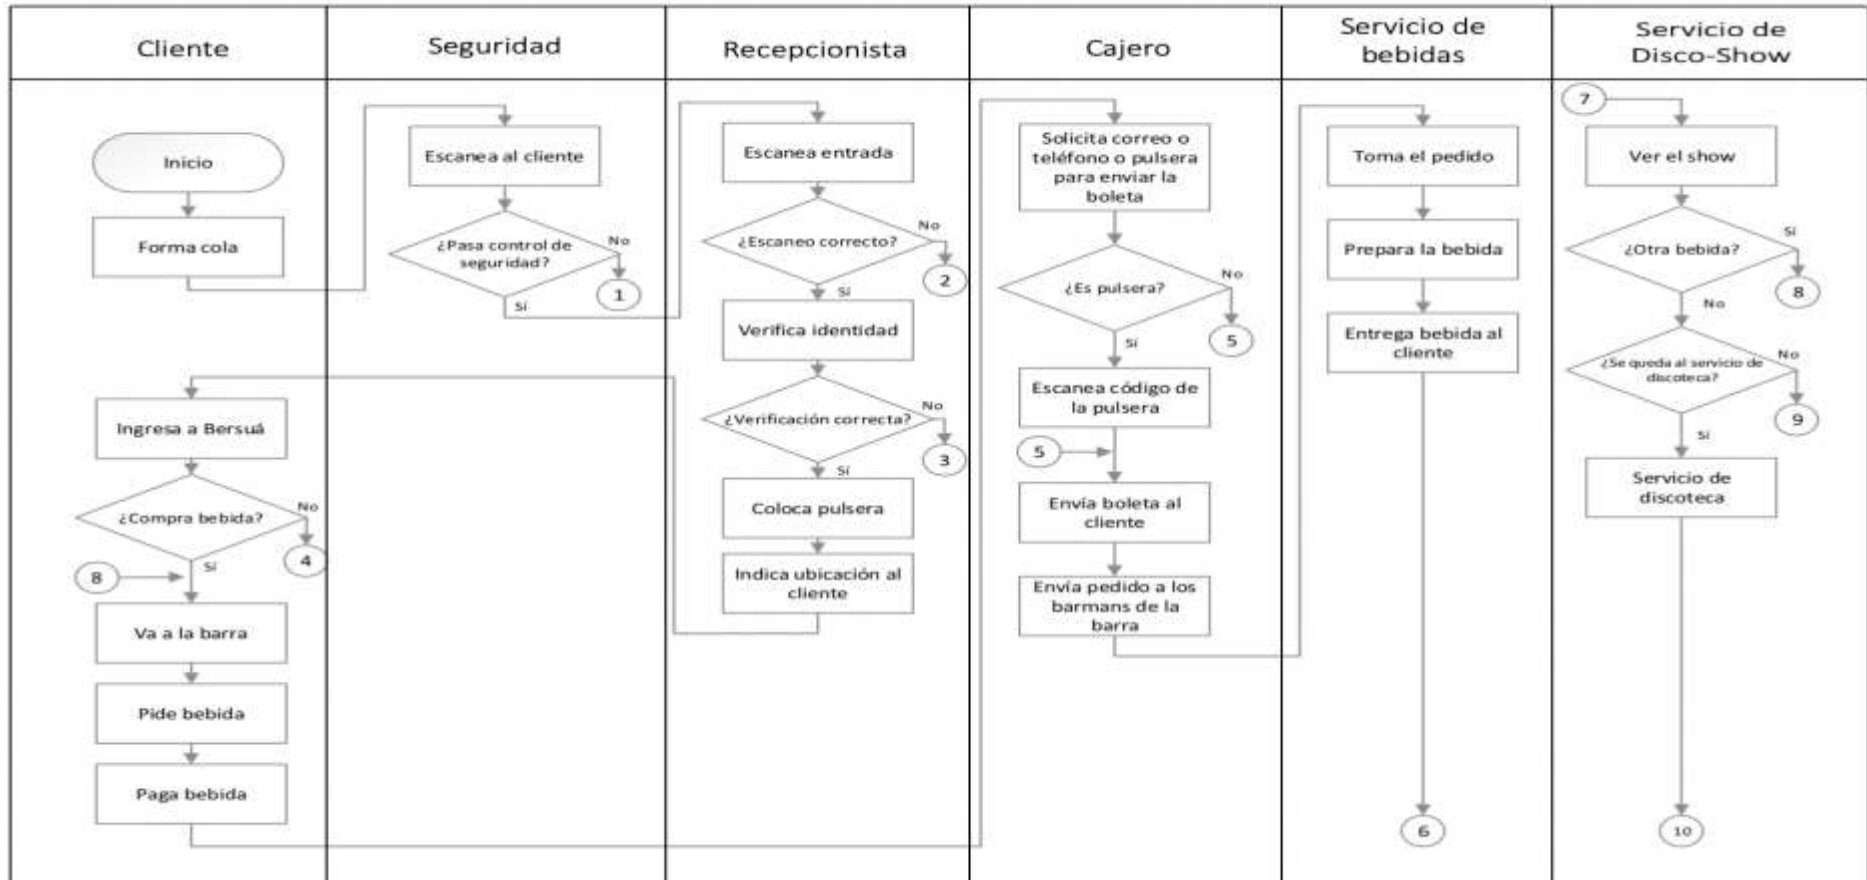 Cliente
Seguridad
Recepcionista
Cajero
Servicio de
bebidas
Servicio de
Disco-Show
Inicio
Forma cola
Ingresa a Bersuá
¿Compra bebida?
No
4
Sí
8
Va a la barra
Pide bebida
Paga bebida
Escanea al cliente
¿Pasa control de
seguridad?
No
1
Sí
Escanea entrada
¿Escaneo correcto?
No
2
Sí
Verifica identidad
¿Verificación correcta?
No
3
Sí
Coloca pulsera
Indica ubicación al
cliente
Solicita correo o
teléfono o pulsera
para enviar la
boleta
¿Es pulsera?
No
5
Sí
Escanea código de
la pulsera
5
Envía boleta al
cliente
Envía pedido a los
barmans de la
barra
Toma el pedido
Prepara la bebida
Entrega bebida al
cliente
6
7
Ver el show
¿Otra bebida?
Sí
8
No
¿Se queda al servicio de
discoteca?
No
9
Sí
Servicio de
discoteca
10